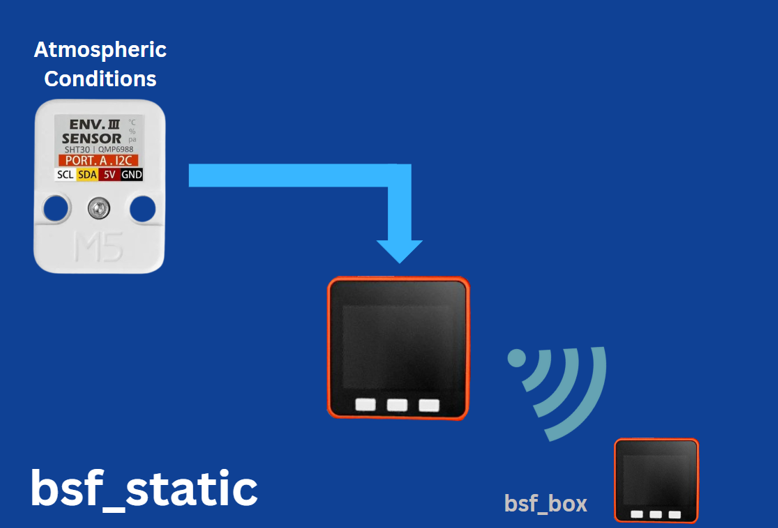 Atmospheric
Conditions
ENV. III
SENSOR
°C
%
pa
SHT30 | QMP6988
PORT. A . I2C
SCL SDA 5V GND
M5
bsf_static
bsf_box